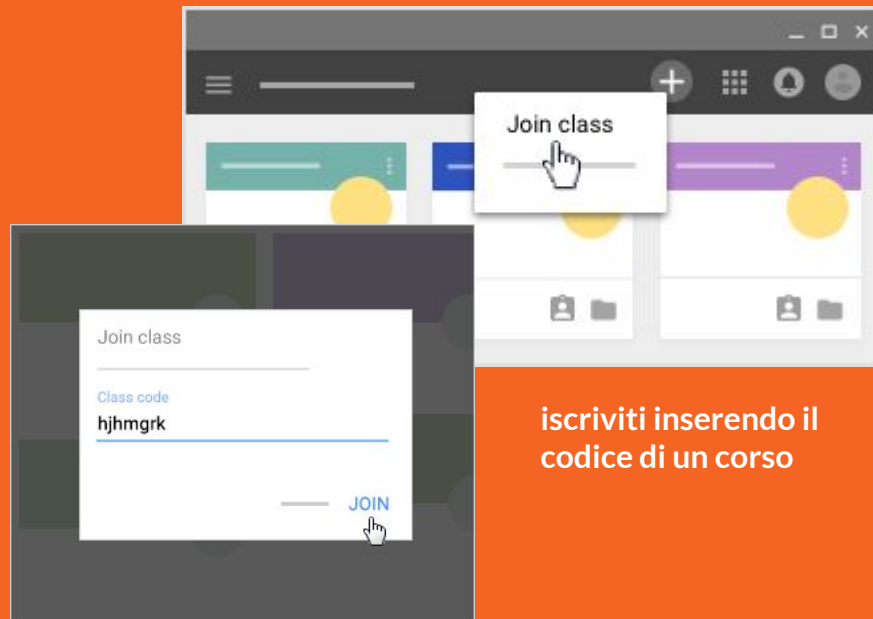 Join class
Join class
Class code
hjhmgrk
JOIN
iscriviti inserendo il
codice di un corso